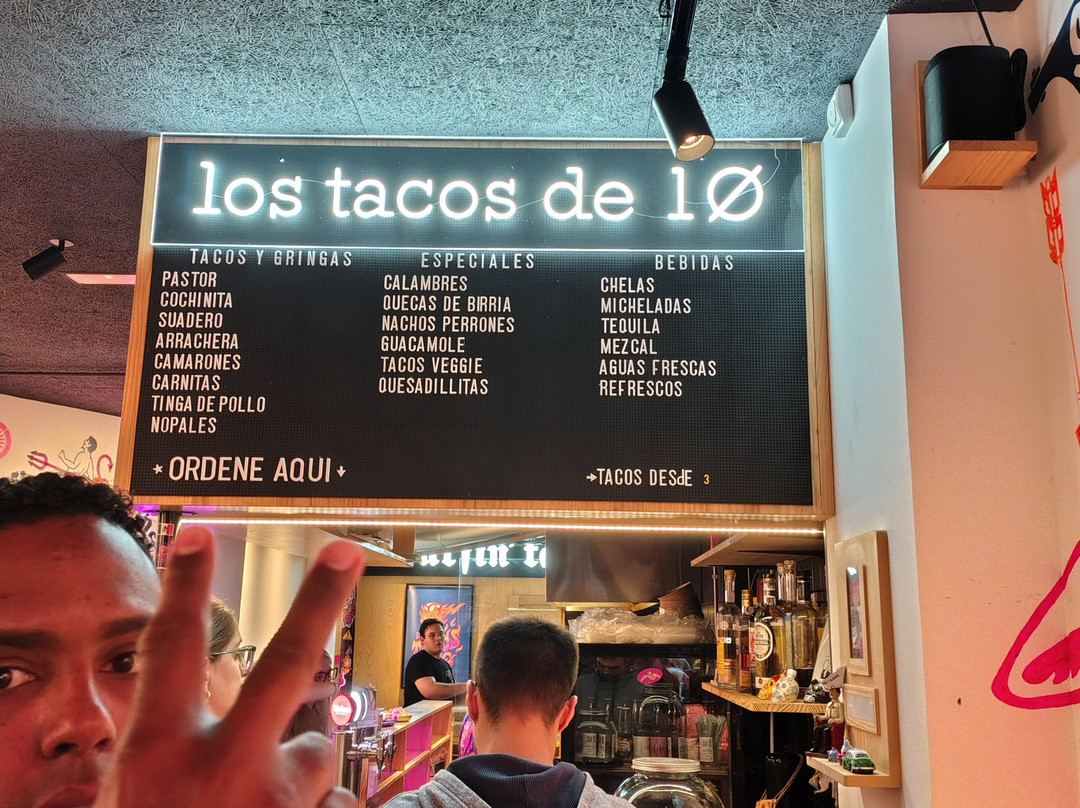 los tacos de 10
TACOS Y GRINGAS
PASTOR
COCHINITA
SUADERO
ARRACHERA
CAMARONES
CARNITAS
TINGA DE POLLO
NOPALES
ORDENE AQUI
ESPECIALES
CALAMBRES
QUECAS DE BIRRIA
NACHOS PERRONES
GUACAMOLE
TACOS VEGGIE
QUESADILLITAS
BEBIDAS
CHELAS
MICHELADAS
TEQUILA
MEZCAL
AGUAS FRESCAS
REFRESCOS
→TACOS DESdE 3